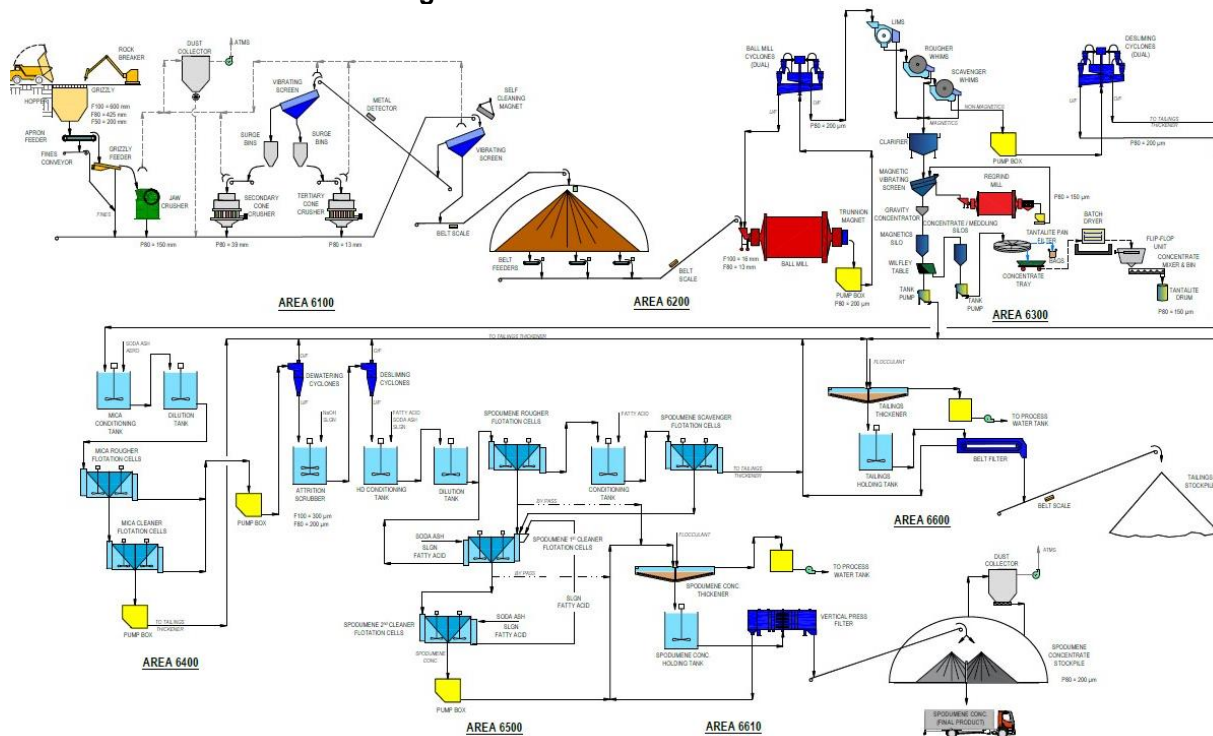 ROCK
BREAKER
DUST
COLLECTOR
ATMS
GRIZZLY
HOPPER
F100 = 600 mm
F80 = 425 mm
F50 = 200 mm
APRON
FEEDER
FINES
CONVEYOR
GRIZZLY
FEEDER
FINES
JAW
CRUSHER
P80 = 150 mm
VIBRATING
SCREEN
SURGE
BINS
SURGE
BINS
SECONDARY
CONE
CRUSHER
TERTIARY
CONE
CRUSHER
P80 = 39 mm
P80 = 13 mm
METAL
DETECTOR
SELF
CLEANING
MAGNET
VIBRATING
SCREEN
BELT SCALE
AREA 6100
BELT
FEEDERS
BELT
SCALE
BELT
SCALE
AREA 6200
BALL MILL
CYCLONES
(DUAL)
U/F
O/F
P80 = 200 µm
TRUNNION
MAGNET
F100 = 16 mm
F80 = 13 mm
BALL MILL
PUMP BOX
P80 = 200 µm
LIMS
ROUGHER
WHIMS
SCAVENGER
WHIMS
NON-MAGNETICS
MAGNETICS
CLARIFIER
PUMP BOX
DESLIMING
CYCLONES
(DUAL)
U/F
O/F
TO TAILINGS
THICKENER
P80 = 200 µm
MAGNETIC
VIBRATING
SCREEN
REGRIND
MILL
P80 = 150 µm
GRAVITY
CONCENTRATOR
CONCENTRATE / MEDDLING
SILOS
MAGNETICS
SILO
WILFLEY
TABLE
TANK
PUMP
TANK
PUMP
TANTALITE PAN
FILTER
BAGS
CONCENTRATE
TRAY
BATCH
DRYER
FLIP-FLOP
UNIT
CONCENTRATE
MIXER & BIN
TANTALITE
DRUM
P80 = 150 µm
AREA 6300
SODA ASH
AERO
MICA
CONDITIONING
TANK
DILUTION
TANK
MICA ROUGHER
FLOTATION CELLS
MICA CLEANER
FLOTATION CELLS
PUMP BOX
TO TAILINGS
THICKENER
AREA 6400
PUMP BOX
TO TAILINGS THICKENER
O/F
DEWATERING
CYCLONES
U/F
O/F
DESLIMING
CYCLONES
U/F
NaOH
SLGN
ATTRITION
SCRUBBER
F100 = 300 µm
F80 = 200 µm
FATTY ACID
SODA ASH
SLGN
HD CONDITIONING
TANK
DILUTION
TANK
SPODUMENE ROUGHER
FLOTATION CELLS
FATTY ACID
CONDITIONING
TANK
SPODUMENE SCAVENGER
FLOTATION CELLS
TO TAILINGS
THICKENER
BY PASS
SODA ASH
SLGN
FATTY ACID
SPODUMENE 1ST CLEANER
FLOTATION CELLS
BY PASS
SLGN
FATTY ACID
SPODUMENE 2ND CLEANER
FLOTATION CELLS
SODA ASH
SLGN
FATTY ACID
SPODUMENE
CONC.
PUMP BOX
AREA 6500
FLOCCULANT
SPODUMENE CONC.
THICKENER
TO PROCESS
WATER TANK
SPODUMENE CONC.
HOLDING TANK
VERTICAL PRESS
FILTER
AREA 6610
FLOCCULANT
TAILINGS
THICKENER
TO PROCESS
WATER TANK
TAILINGS
HOLDING TANK
BELT FILTER
BELT SCALE
TAILINGS
STOCKPILE
AREA 6600
DUST
COLLECTOR
ATMS
SPODUMENE
CONCENTRATE
STOCKPILE
P80 = 200 µm
SPODUMENE CONC.
(FINAL PRODUCT)